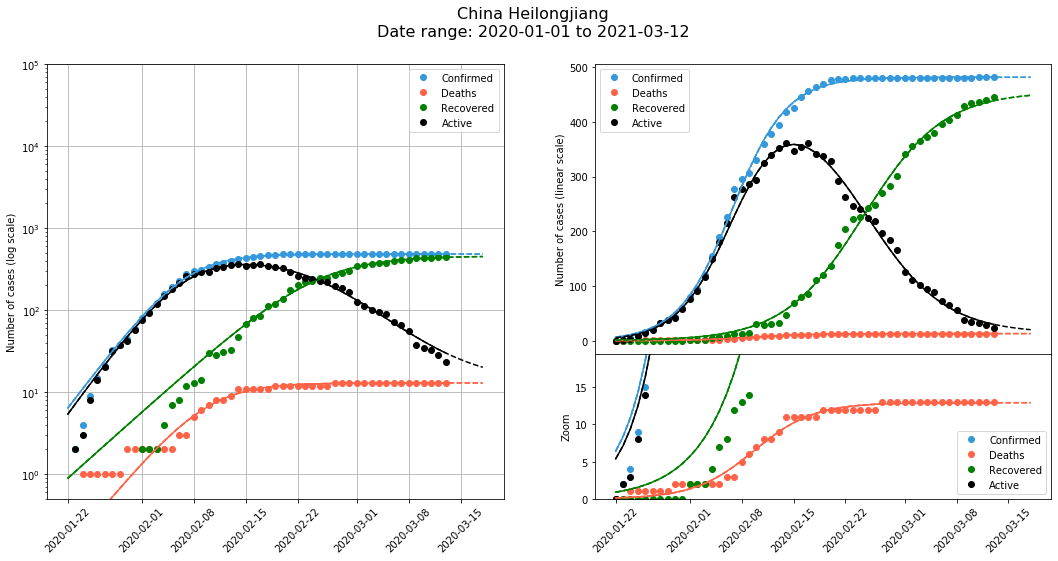 China Heilongjiang
Date range: 2020-01-01 to 2021-03-12
Number of cases (log scale)
10^5
10^4
10^3
10^2
10^1
10^0
Confirmed
Deaths
Recovered
Active
2020-01-22
2020-02-01
2020-02-08
2020-02-15
2020-02-22
2020-03-01
2020-03-08
2020-03-15
Number of cases (linear scale)
500
400
300
200
100
0
Confirmed
Deaths
Recovered
Active
Zoom
15
10
5
0
Confirmed
Deaths
Recovered
Active
2020-01-22
2020-02-01
2020-02-08
2020-02-15
2020-02-22
2020-03-01
2020-03-08
2020-03-15